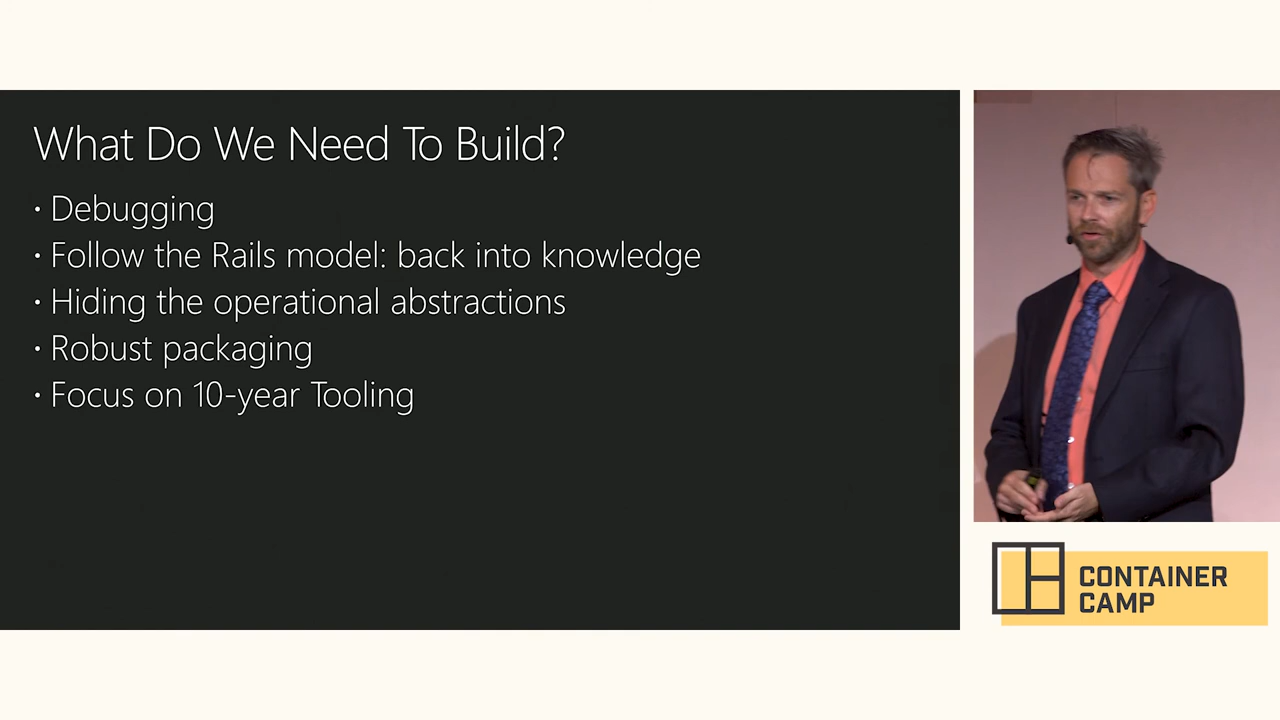 What Do We Need To Build?
· Debugging
· Follow the Rails model: back into knowledge
· Hiding the operational abstractions
· Robust packaging
· Focus on 10-year Tooling
CONTAINER
CAMP